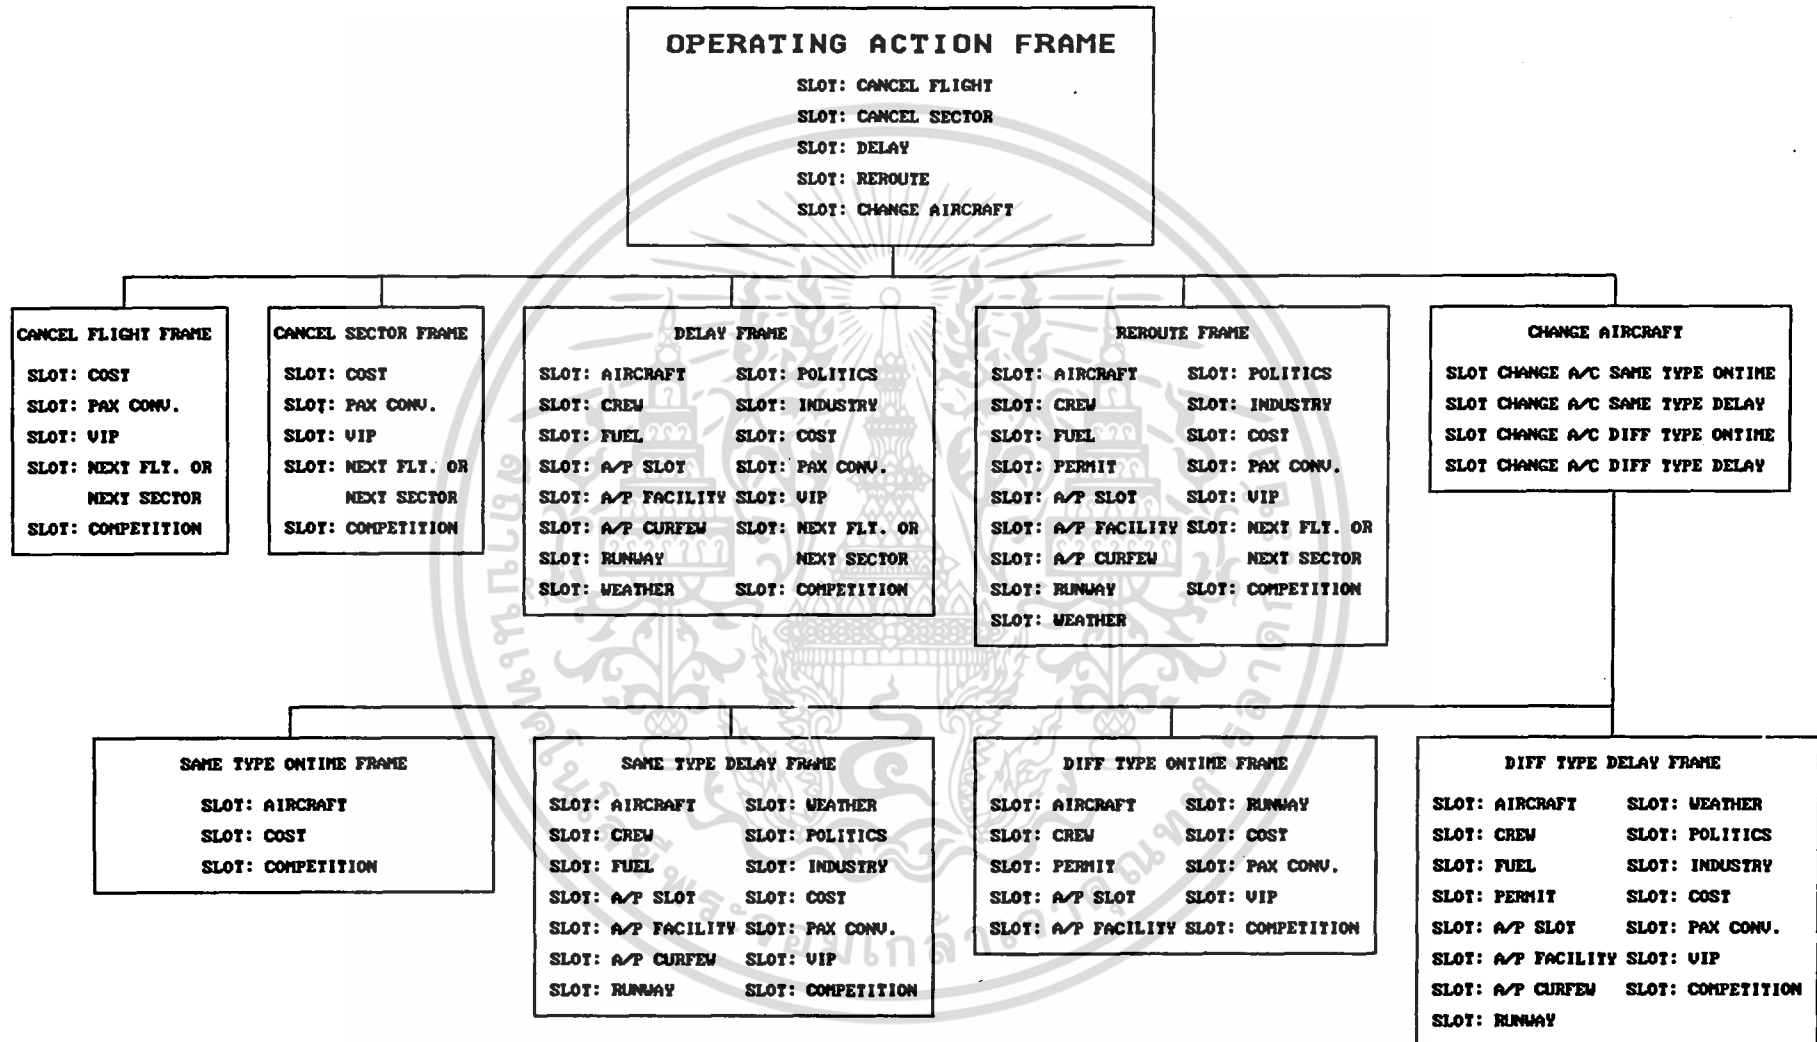 OPERATING ACTION FRAME
SLOT: CANCEL FLIGHT
SLOT: CANCEL SECTOR
SLOT: DELAY
SLOT: REROUTE
SLOT: CHANGE AIRCRAFT
CANCEL FLIGHT FRAME
SLOT: COST
SLOT: PAX CONV.
SLOT: VIP
SLOT: NEXT FLT. OR
NEXT SECTOR
SLOT: COMPETITION
CANCEL SECTOR FRAME
SLOT: COST
SLOT: PAX CONV.
SLOT: VIP
SLOT: NEXT FLT. OR
NEXT SECTOR
SLOT: COMPETITION
DELAY FRAME
SLOT: AIRCRAFT SLOT: POLITICS
SLOT: CREW SLOT: INDUSTRY
SLOT: FUEL SLOT: COST
SLOT: A/P SLOT SLOT: PAX CONV.
SLOT: A/P FACILITY SLOT: VIP
SLOT: A/P CURFEW SLOT: NEXT FLT. OR
SLOT: RUNWAY NEXT SECTOR
SLOT: WEATHER SLOT: COMPETITION
REROUTE FRAME
SLOT: AIRCRAFT SLOT: POLITICS
SLOT: CREW SLOT: INDUSTRY
SLOT: FUEL SLOT: COST
SLOT: PERMIT SLOT: PAX CONV.
SLOT: A/P SLOT SLOT: VIP
SLOT: A/P FACILITY SLOT: NEXT FLT. OR
SLOT: A/P CURFEW NEXT SECTOR
SLOT: RUNWAY SLOT: COMPETITION
SLOT: WEATHER
CHANGE AIRCRAFT
SLOT CHANGE A/C SAME TYPE ONTIME
SLOT CHANGE A/C SAME TYPE DELAY
SLOT CHANGE A/C DIFF TYPE ONTIME
SLOT CHANGE A/C DIFF TYPE DELAY
SAME TYPE ONTIME FRAME
SLOT: AIRCRAFT
SLOT: COST
SLOT: COMPETITION
SAME TYPE DELAY FRAME
SLOT: AIRCRAFT SLOT: WEATHER
SLOT: CREW SLOT: POLITICS
SLOT: FUEL SLOT: INDUSTRY
SLOT: A/P SLOT SLOT: COST
SLOT: A/P FACILITY SLOT: PAX CONV.
SLOT: A/P CURFEW SLOT: VIP
SLOT: RUNWAY SLOT: COMPETITION
DIFF TYPE ONTIME FRAME
SLOT: AIRCRAFT SLOT: RUNWAY
SLOT: CREW SLOT: COST
SLOT: PERMIT SLOT: PAX CONV.
SLOT: A/P SLOT SLOT: VIP
SLOT: A/P FACILITY SLOT: COMPETITION
DIFF TYPE DELAY FRAME
SLOT: AIRCRAFT SLOT: WEATHER
SLOT: CREW SLOT: POLITICS
SLOT: FUEL SLOT: INDUSTRY
SLOT: PERMIT SLOT: COST
SLOT: A/P SLOT SLOT: PAX CONV.
SLOT: A/P FACILITY SLOT: VIP
SLOT: A/P CURFEW SLOT: COMPETITION
SLOT: RUNWAY